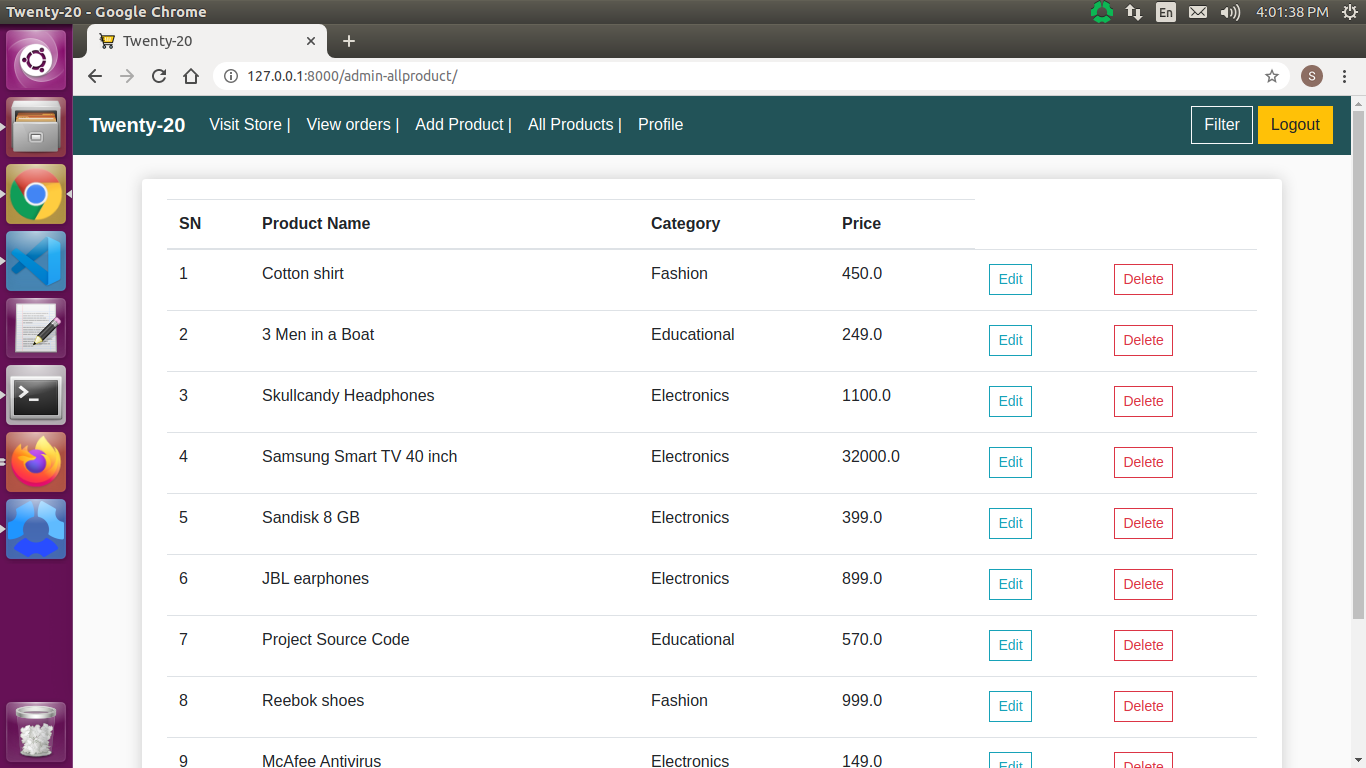 Twenty-20 - Google Chrome
En
4:01:38 PM
Twenty-20
127.0.0.1:8000/admin-allproduct/
S
Twenty-20 Visit Store | View orders | Add Product | All Products | Profile Filter Logout
SN Product Name Category Price
1 Cotton shirt Fashion 450.0 Edit Delete
2 3 Men in a Boat Educational 249.0 Edit Delete
3 Skullcandy Headphones Electronics 1100.0 Edit Delete
4 Samsung Smart TV 40 inch Electronics 32000.0 Edit Delete
5 Sandisk 8 GB Electronics 399.0 Edit Delete
6 JBL earphones Electronics 899.0 Edit Delete
7 Project Source Code Educational 570.0 Edit Delete
8 Reebok shoes Fashion 999.0 Edit Delete
9 McAfee Antivirus Electronics 149.0 Edit Delete